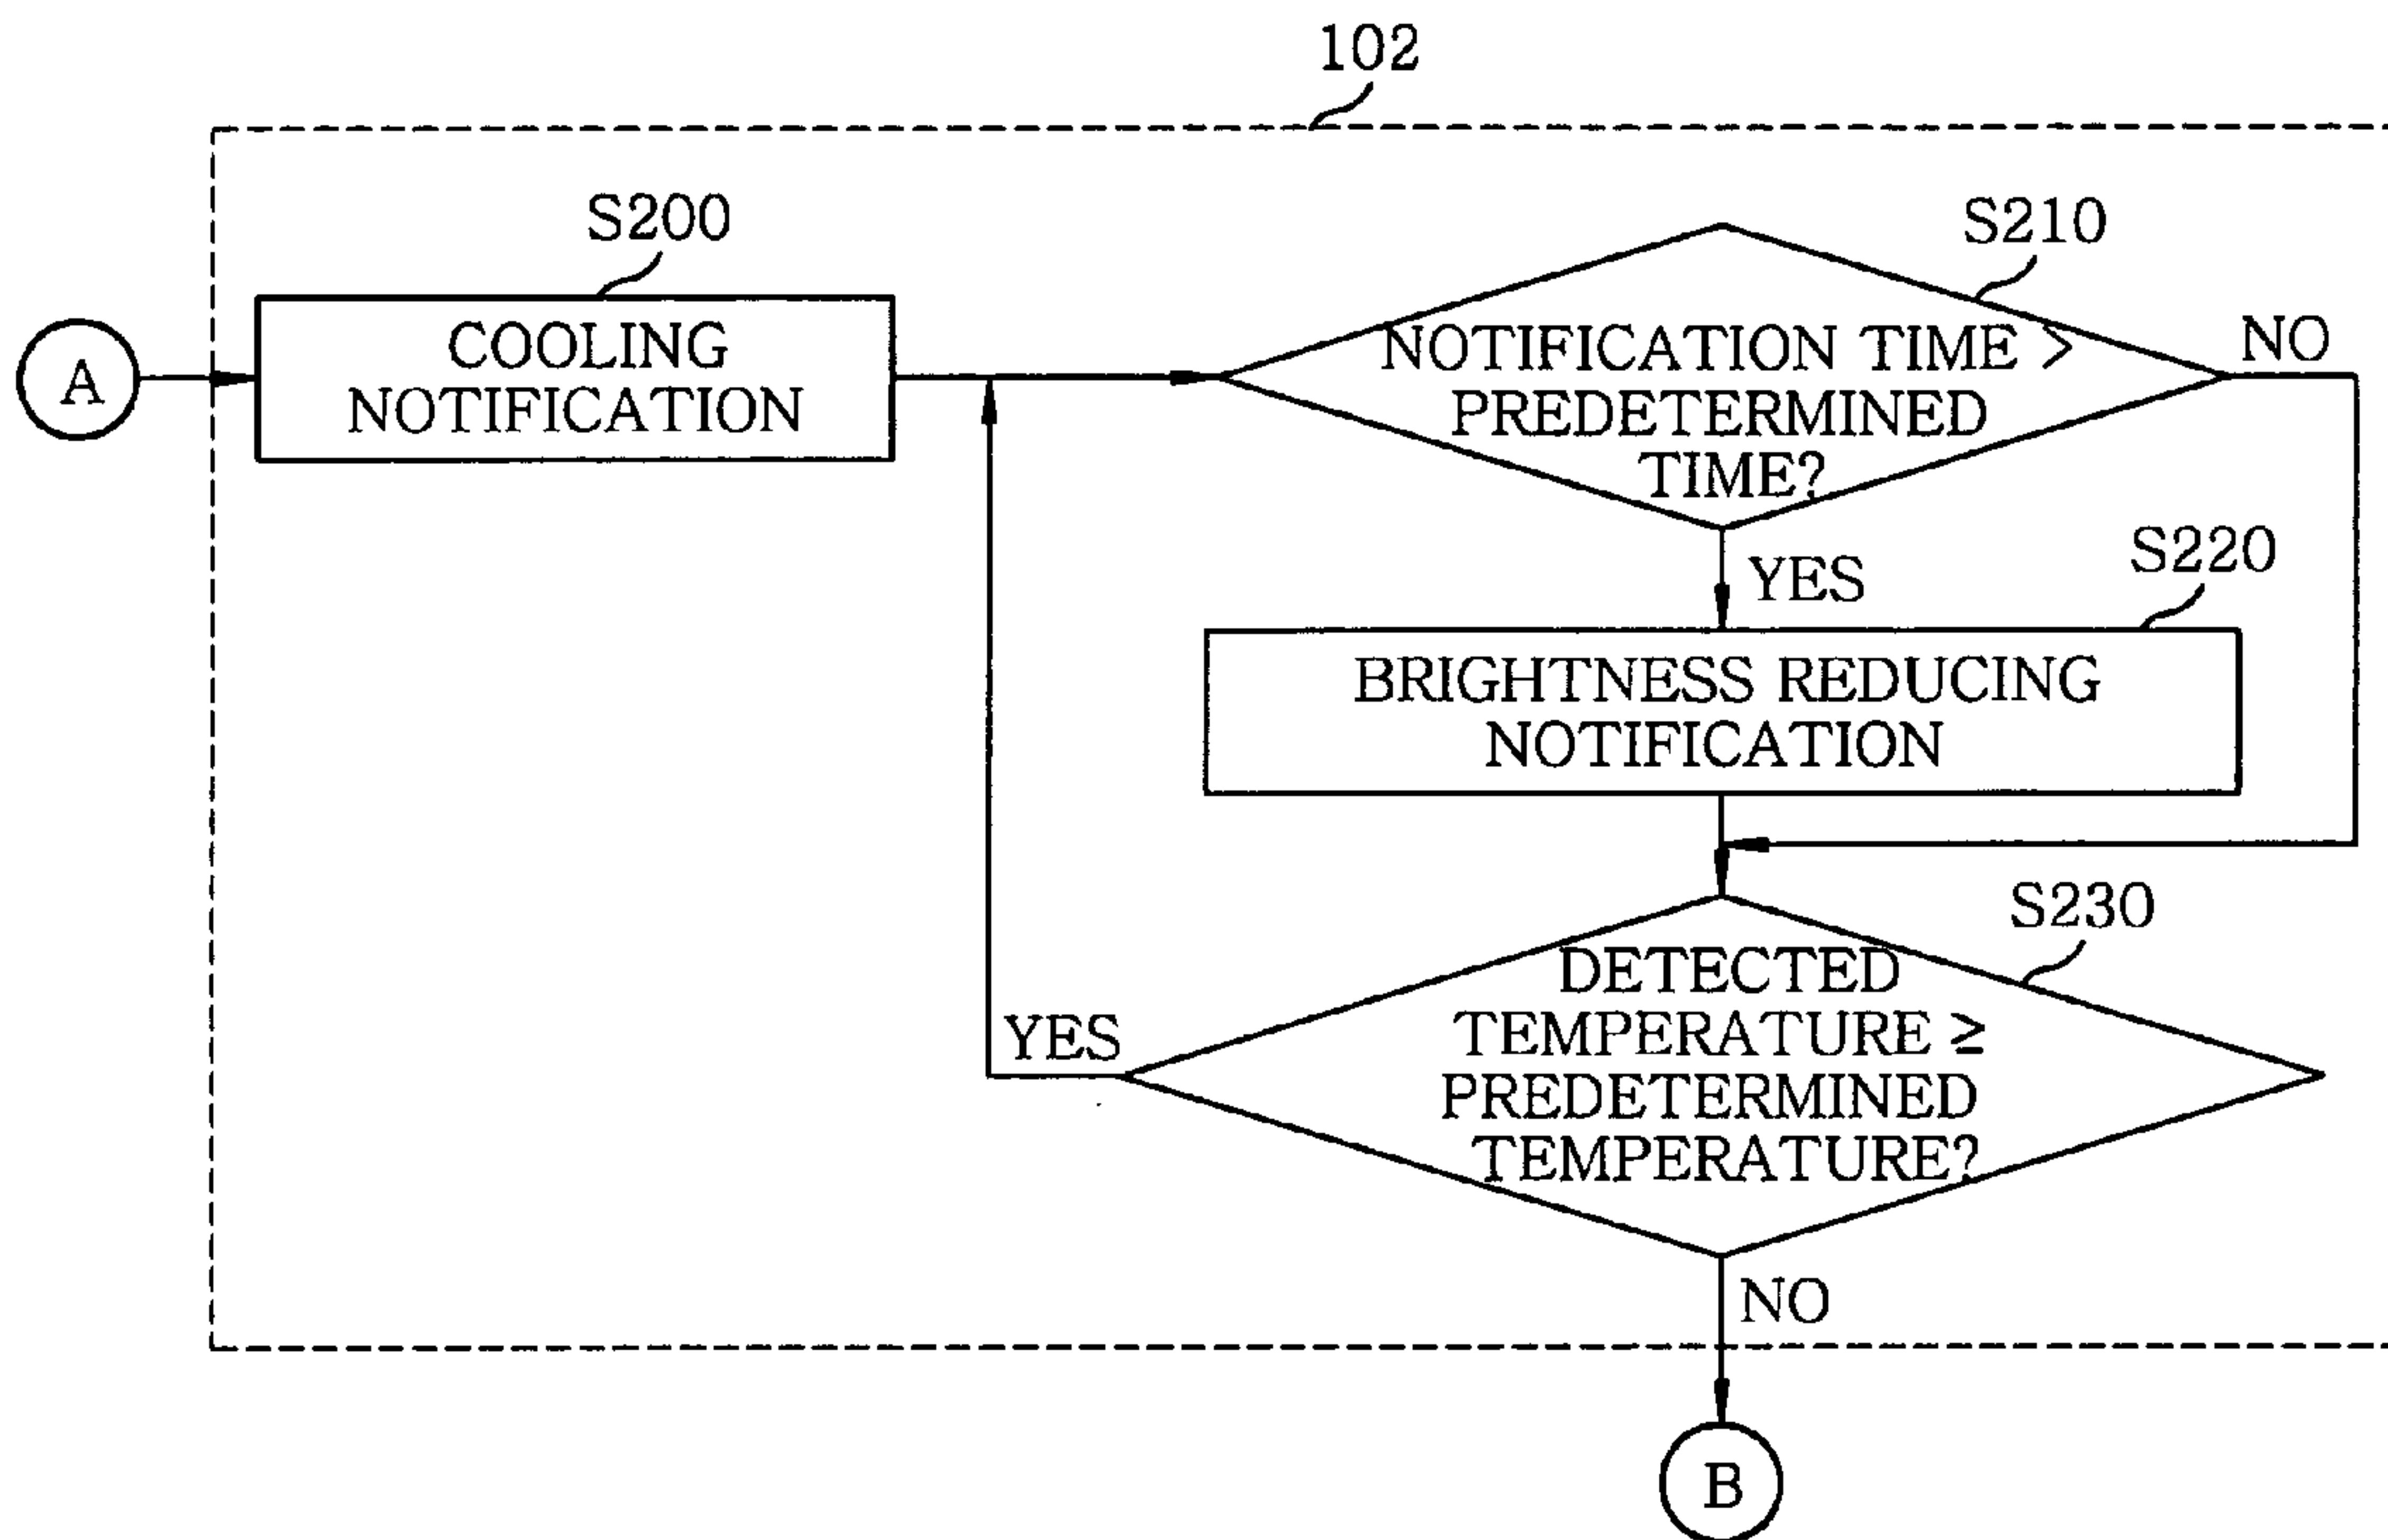 102
S200
S210
A
COOLING
NOTIFICATION
NOTIFICATION TIME >
PREDETERMINED
TIME?
NO
YES
S220
BRIGHTNESS REDUCING
NOTIFICATION
S230
DETECTED
TEMPERATURE ≥
PREDETERMINED
TEMPERATURE?
YES
NO
B